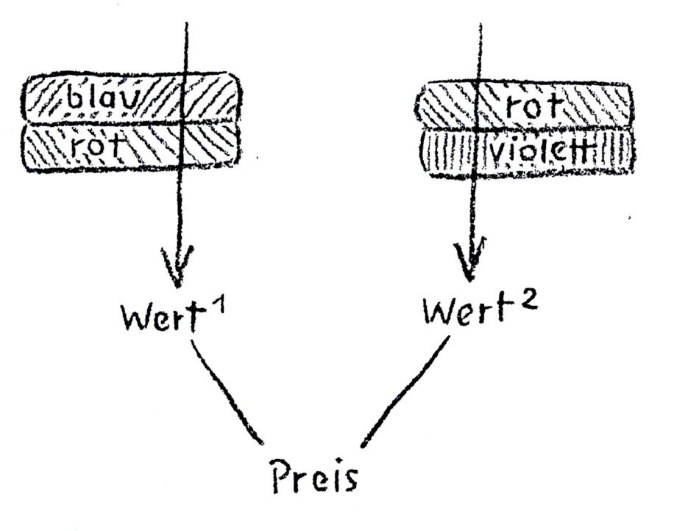 blau
rot
rot
violett
Wert¹
Wert²
Preis